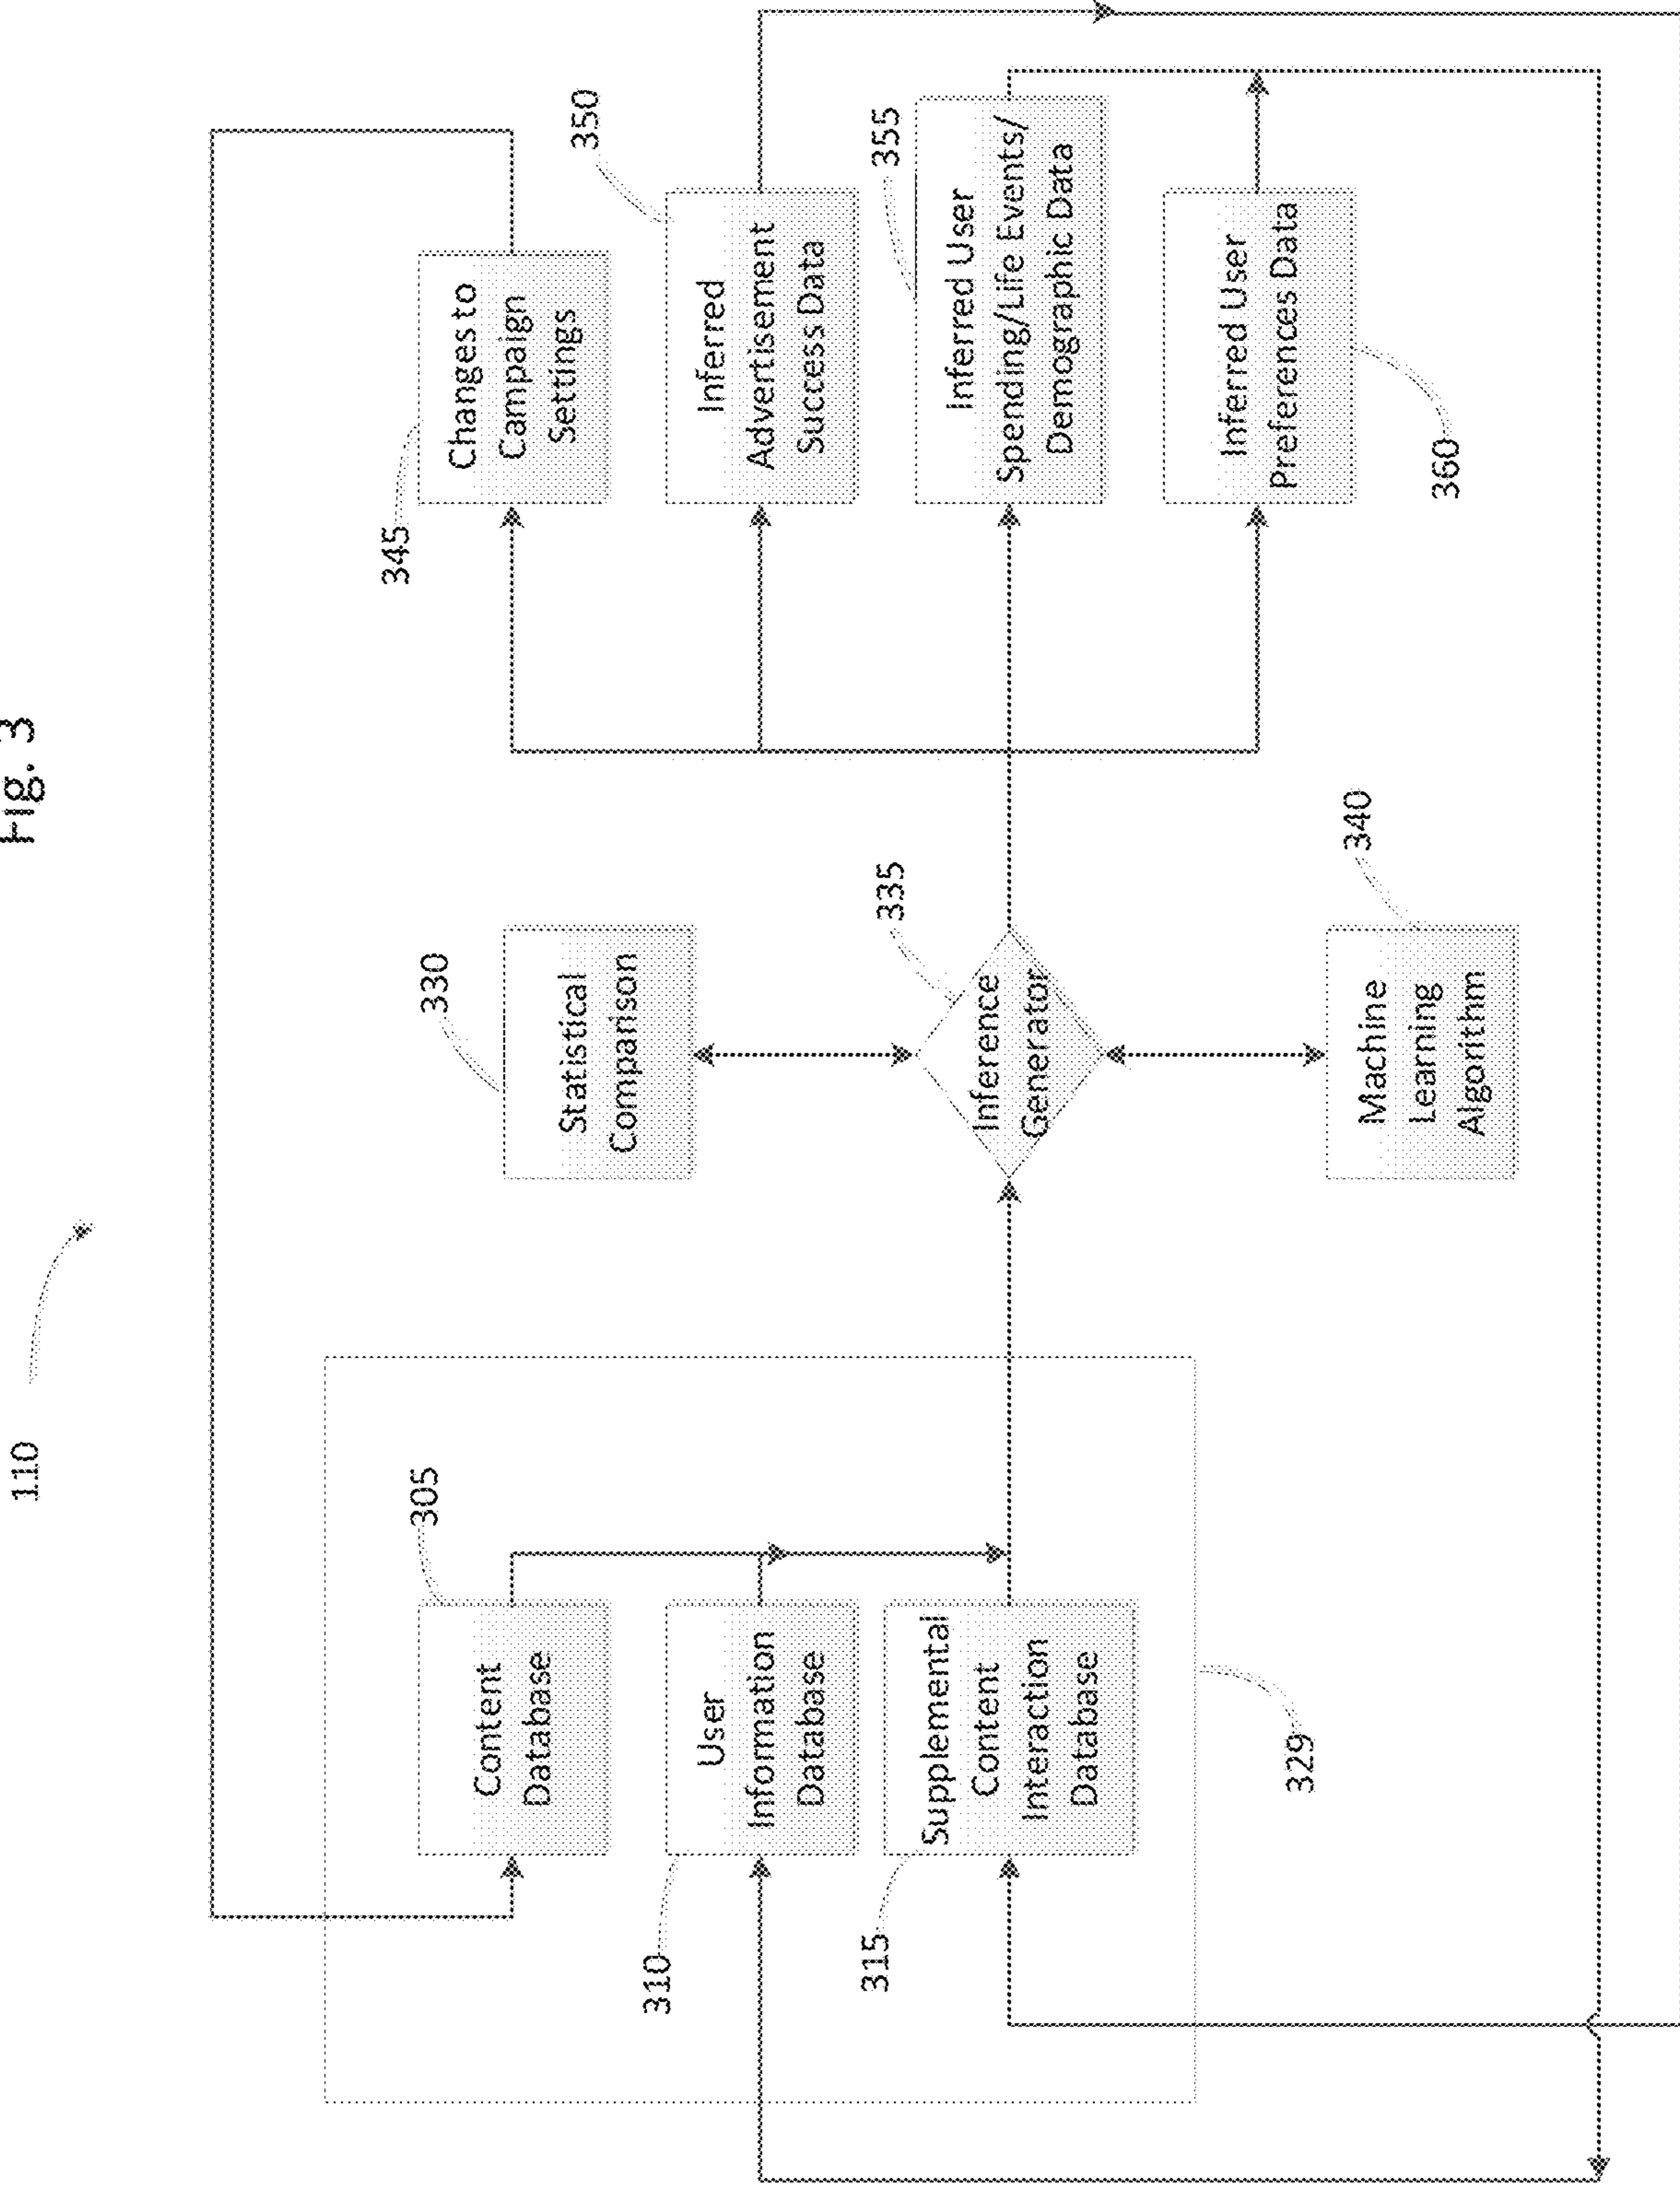 Fig. 3
110
305
Content
Database
310
User
Information
Database
315
Supplemental
Content
Interaction
Database
329
330
Statistical
Comparison
335
Inference
Generator
340
Machine
Learning
Algorithm
345
Changes to
Campaign
Settings
350
Inferred
Advertisement
Success Data
355
Inferred User
Spending/Life Events/
Demographic Data
360
Inferred User
Preferences Data